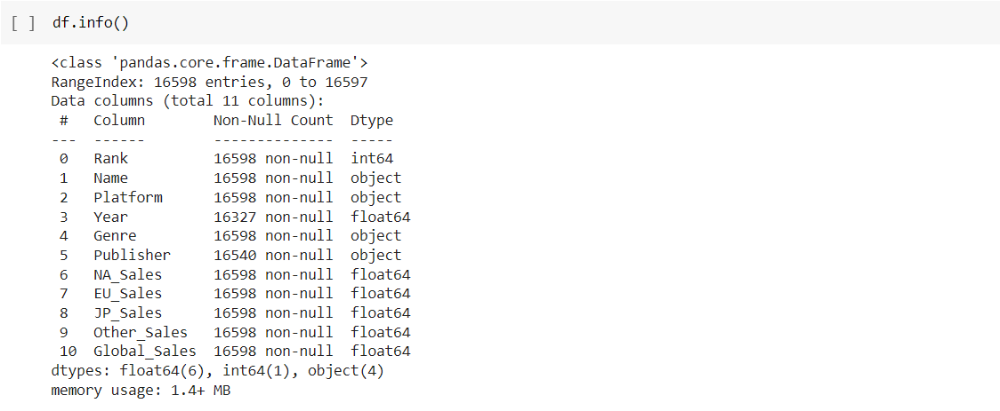 [ ] df.info()
<class 'pandas.core.frame.DataFrame'>
RangeIndex: 16598 entries, 0 to 16597
Data columns (total 11 columns):
 #   Column        Non-Null Count  Dtype
---  ------        --------------  -----
 0   Rank          16598 non-null  int64
 1   Name          16598 non-null  object
 2   Platform      16598 non-null  object
 3   Year          16327 non-null  float64
 4   Genre         16598 non-null  object
 5   Publisher     16540 non-null  object
 6   NA_Sales      16598 non-null  float64
 7   EU_Sales      16598 non-null  float64
 8   JP_Sales      16598 non-null  float64
 9   Other_Sales   16598 non-null  float64
 10  Global_Sales  16598 non-null  float64
dtypes: float64(6), int64(1), object(4)
memory usage: 1.4+ MB